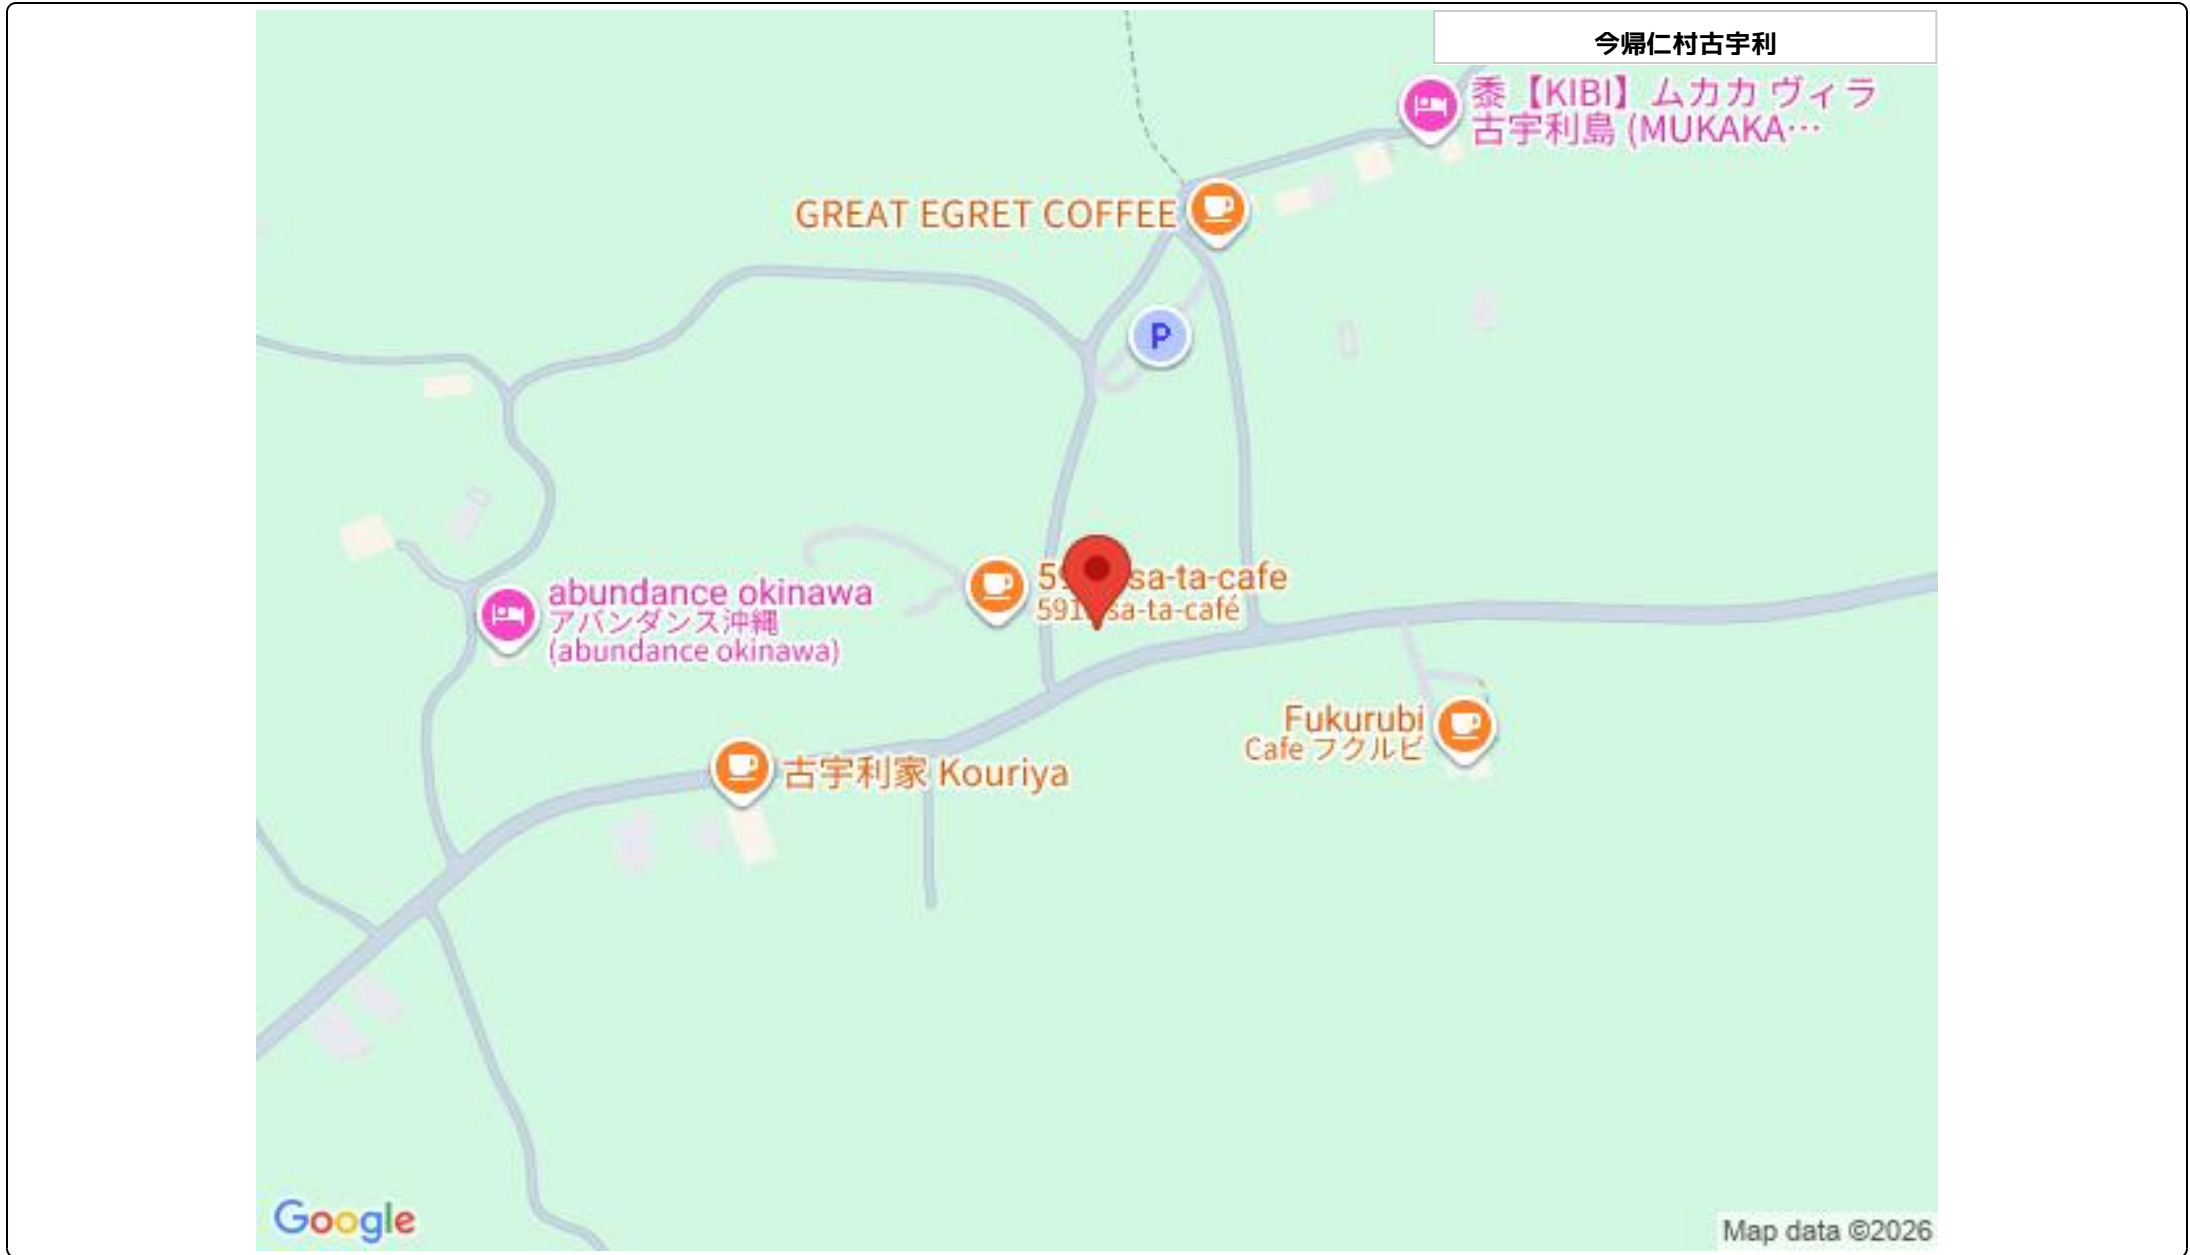 今帰仁村古宇利
黍【KIBI】ムカカ ヴィラ
古宇利島 (MUKAKA…
GREAT EGRET COFFEE
P
sa-ta-cafe
sa-ta-café
abundance okinawa
アバンダンス沖縄
(abundance okinawa)
Fukurubi
Cafe フクルビ
古宇利家 Kouriya
Google
Map data ©2026